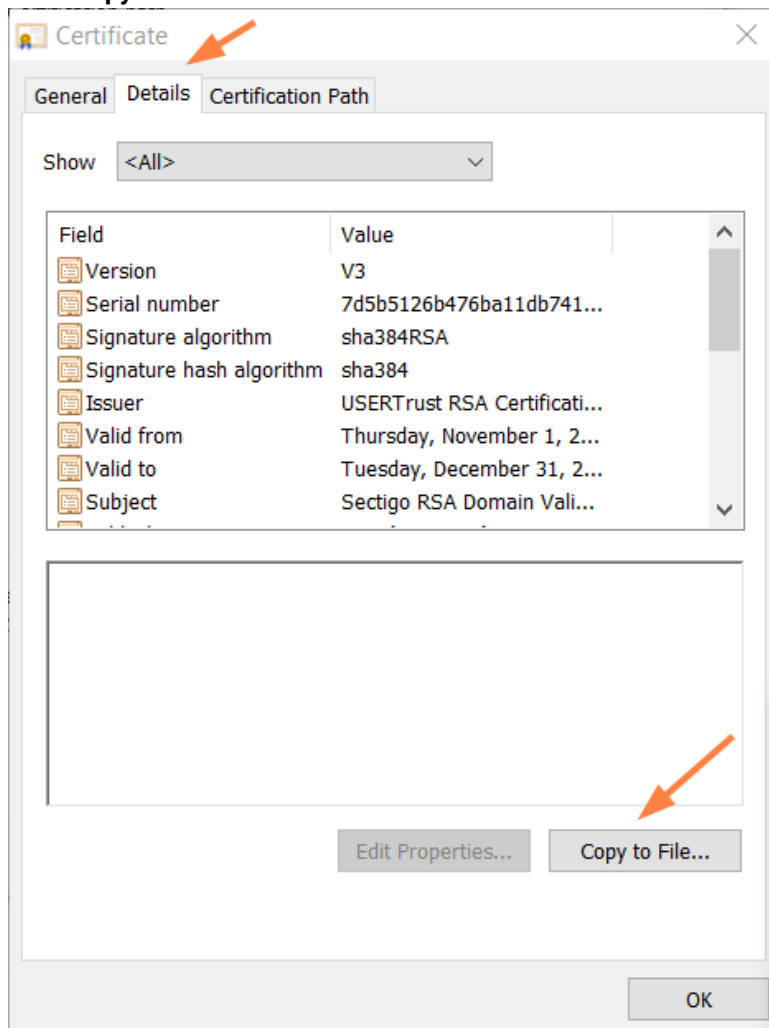 Certificate
General Details Certification Path
Show <All>
Field Value
Version V3
Serial number 7d5b5126b476ba11db741...
Signature algorithm sha384RSA
Signature hash algorithm sha384
Issuer USERTrust RSA Certificati...
Valid from Thursday, November 1, 2...
Valid to Tuesday, December 31, 2...
Subject Sectigo RSA Domain Vali...
Edit Properties...
Copy to File...
OK